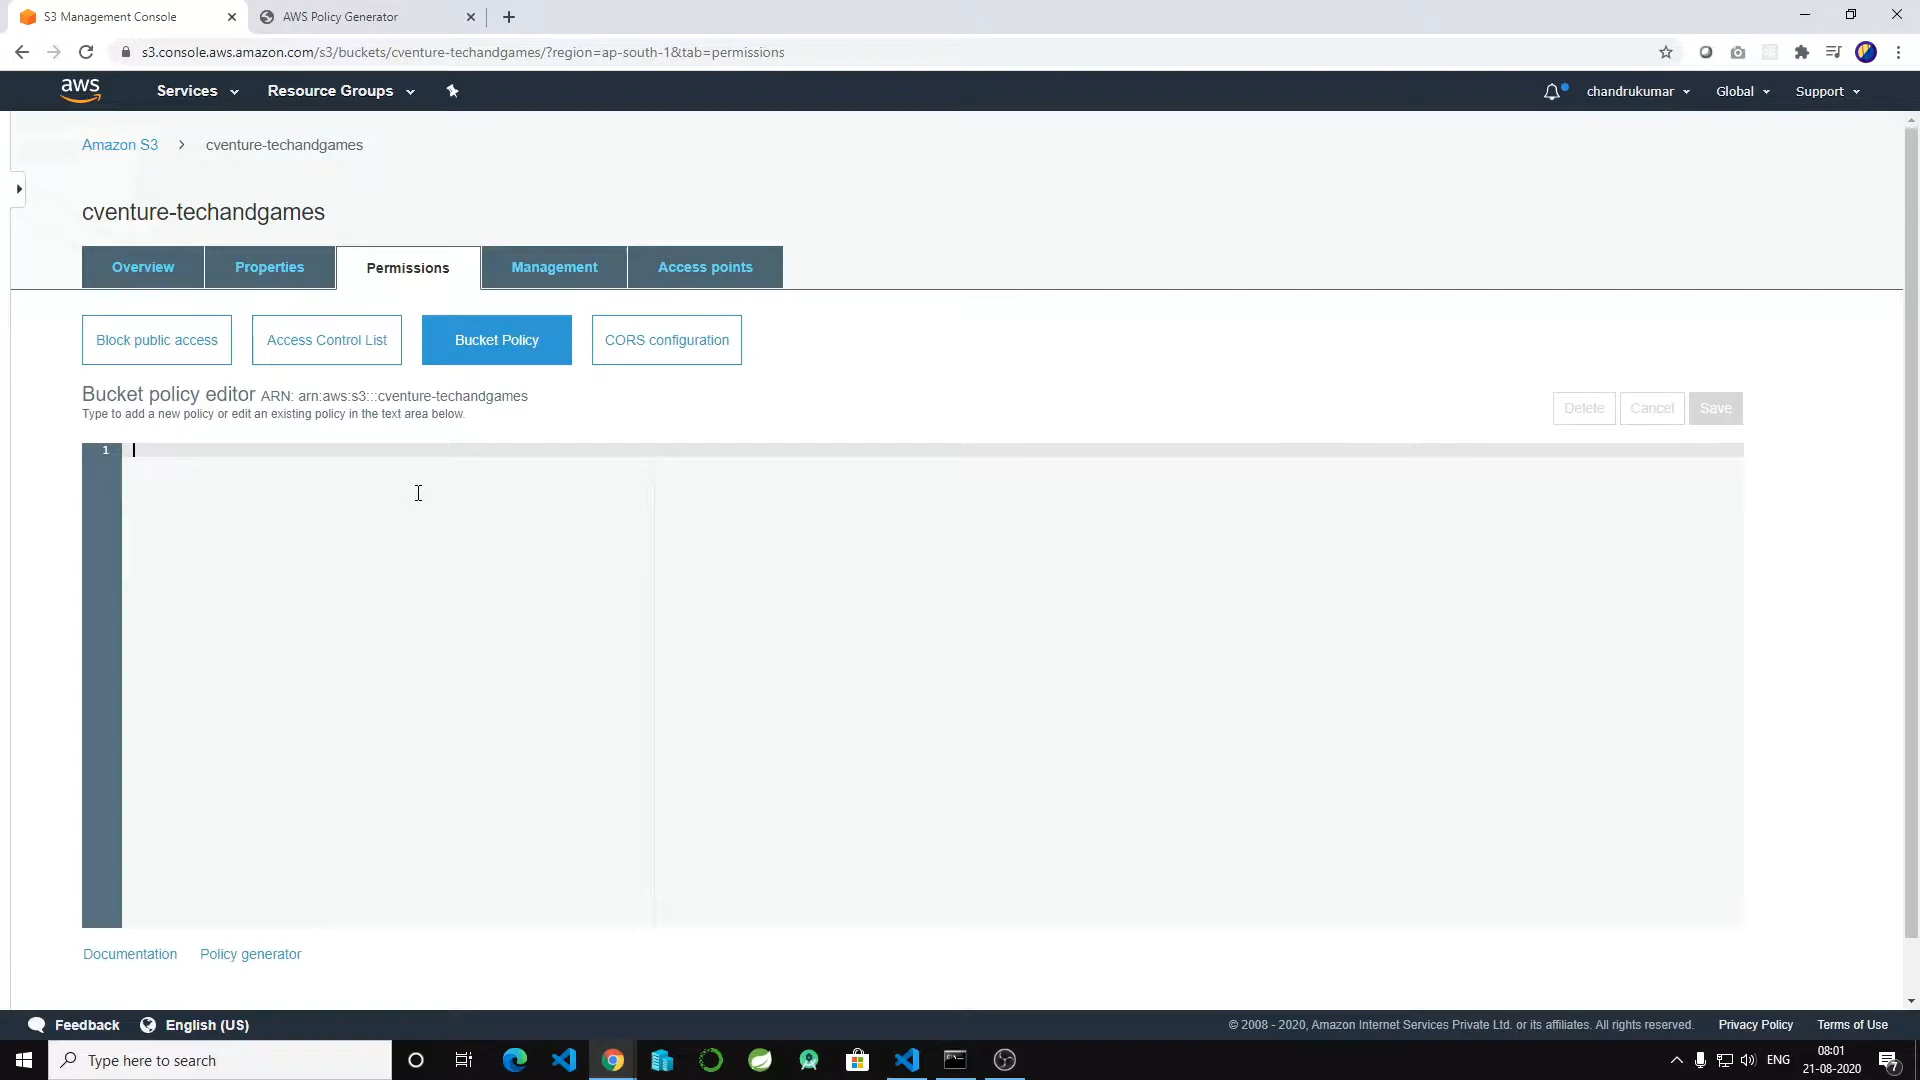 S3 Management Console
AWS Policy Generator
s3.console.aws.amazon.com/s3/buckets/cventure-techandgames/?region=ap-south-1&tab=permissions
aws
Services
Resource Groups
chandrukumar
Global
Support
Amazon S3 > cventure-techandgames
cventure-techandgames
Overview
Properties
Permissions
Management
Access points
Block public access
Access Control List
Bucket Policy
CORS configuration
Bucket policy editor ARN: arn:aws:s3:::cventure-techandgames
Type to add a new policy or edit an existing policy in the text area below.
Delete
Cancel
Save
1
Documentation
Policy generator
Feedback
English (US)
© 2008 - 2020, Amazon Internet Services Private Ltd. or its affiliates. All rights reserved.
Privacy Policy
Terms of Use
Type here to search
ENG
08:01
21-08-2020
7